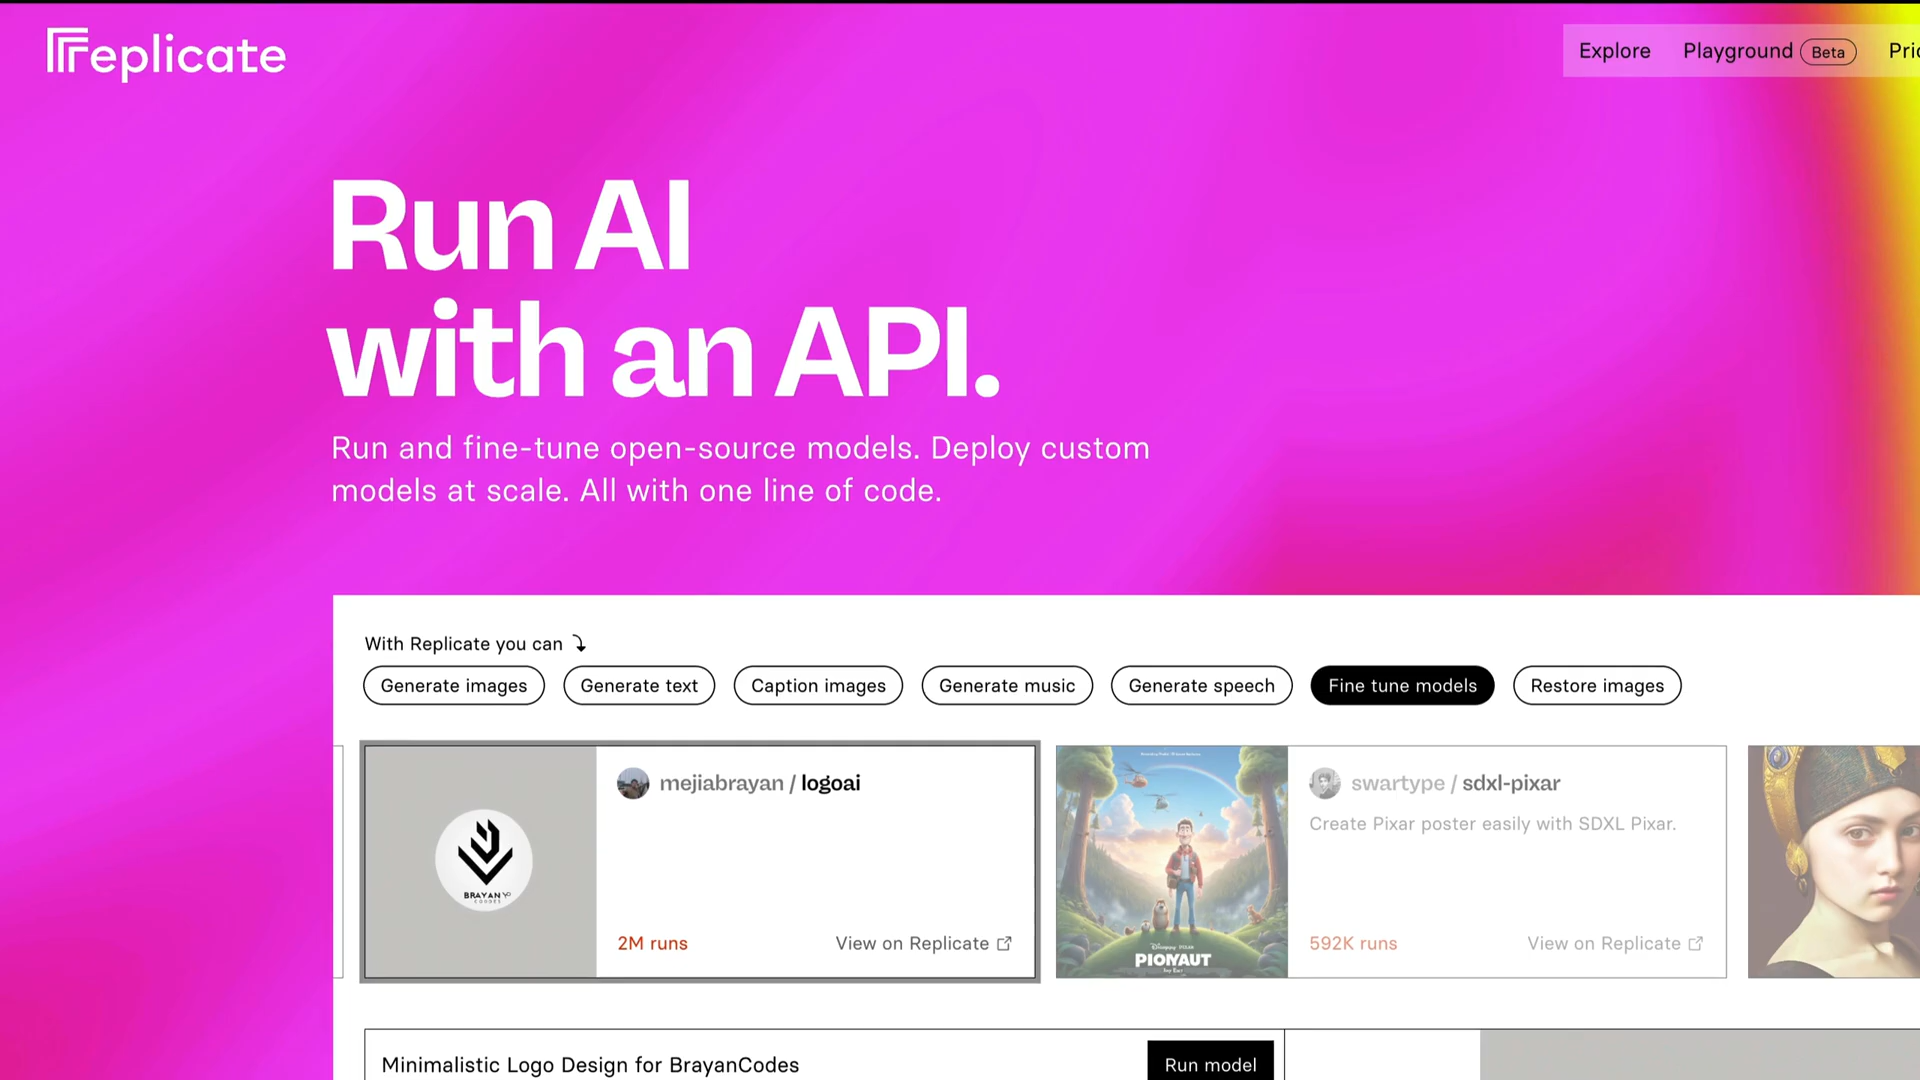 replicate
Explore Playground Beta
Run AI
with an API.
Run and fine-tune open-source models. Deploy custom
models at scale. All with one line of code.
With Replicate you can
Generate images Generate text Caption images Generate music Generate speech Fine tune models Restore images
mejiabrayan / logoai
BRAYAN
2M runs View on Replicate
swartype / sdxl-pixar
Create Pixar poster easily with SDXL Pixar.
PIXAR
PIONAUT
592K runs View on Replicate
Minimalistic Logo Design for BrayanCodes
Run model